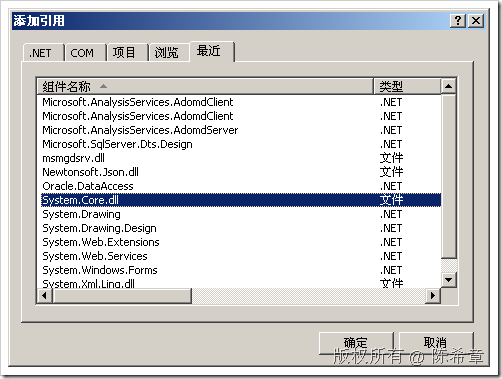 添加引用
.NET COM 项目 浏览 最近
组件名称 类型
Microsoft.AnalysisServices.AdomdClient .NET
Microsoft.AnalysisServices.AdomdClient .NET
Microsoft.AnalysisServices.AdomdServer .NET
Microsoft.SqlServer.Dts.Design .NET
msmgdsrv.dll 文件
Newtonsoft.Json.dll 文件
Oracle.DataAccess .NET
System.Core.dll 文件
System.Drawing .NET
System.Drawing.Design .NET
System.Web.Extensions .NET
System.Web.Services .NET
System.Windows.Forms .NET
System.Xml.Linq.dll 文件
确定 取消
版权所有 @ 陈希章